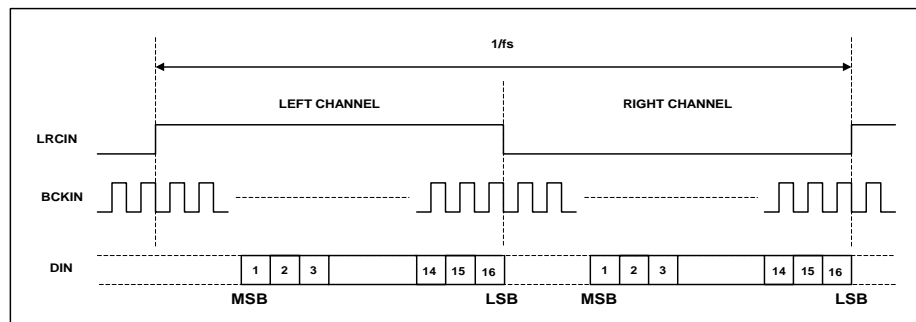 1/fs
LEFT CHANNEL RIGHT CHANNEL
LRCIN
BCKIN
DIN 1 2 3 14 15 16 1 2 3 14 15 16
MSB LSB MSB LSB